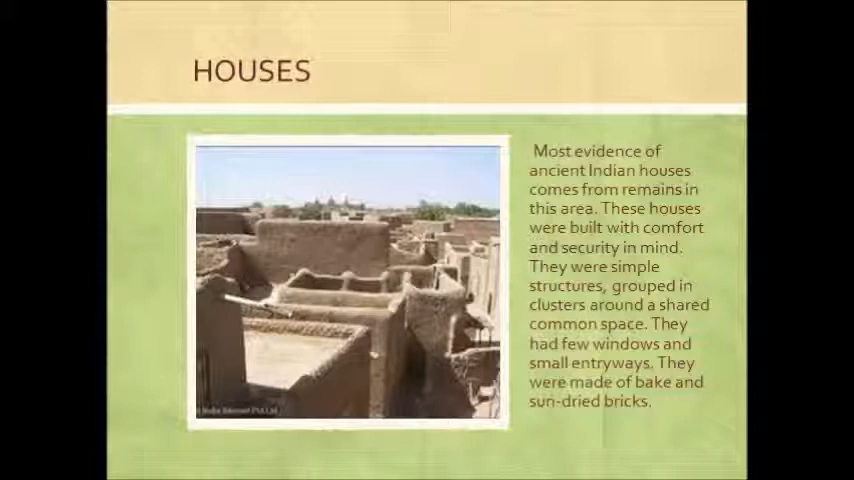 HOUSES
Most evidence of
ancient Indian houses
comes from remains in
this area. These houses
were built with comfort
and security in mind.
They were simple
structures, grouped in
clusters around a shared
common space. They
had few windows and
small entryways. They
were made of bake and
sun-dried bricks.